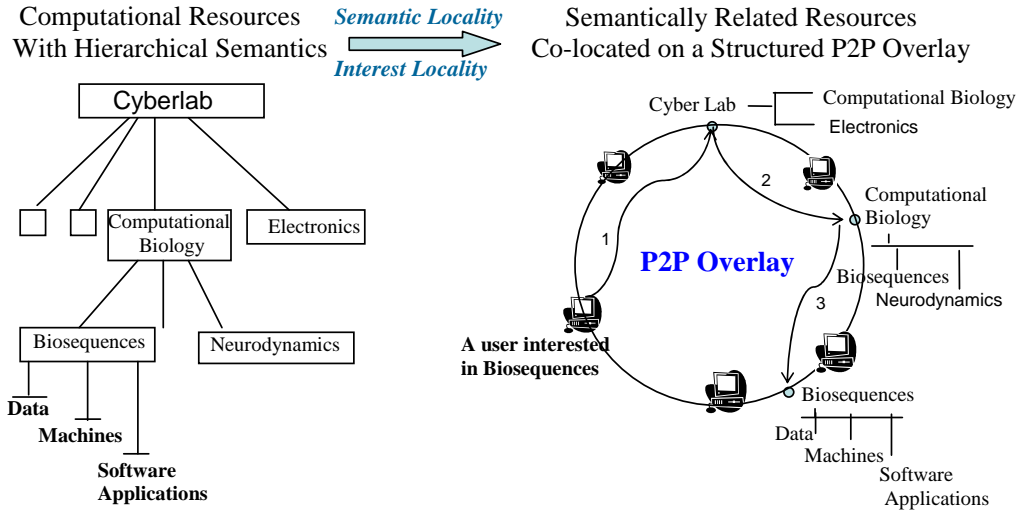 Computational Resources
With Hierarchical Semantics
Semantic Locality
Interest Locality
Semantically Related Resources
Co-located on a Structured P2P Overlay
Cyberlab
Computational
Biology
Electronics
Biosequences
Neurodynamics
Data
Machines
Software
Applications
Cyber Lab
Computational Biology
Electronics
1
2
3
P2P Overlay
Computational
Biology
Biosequences
Neurodynamics
A user interested
in Biosequences
Biosequences
Data
Machines
Software
Applications